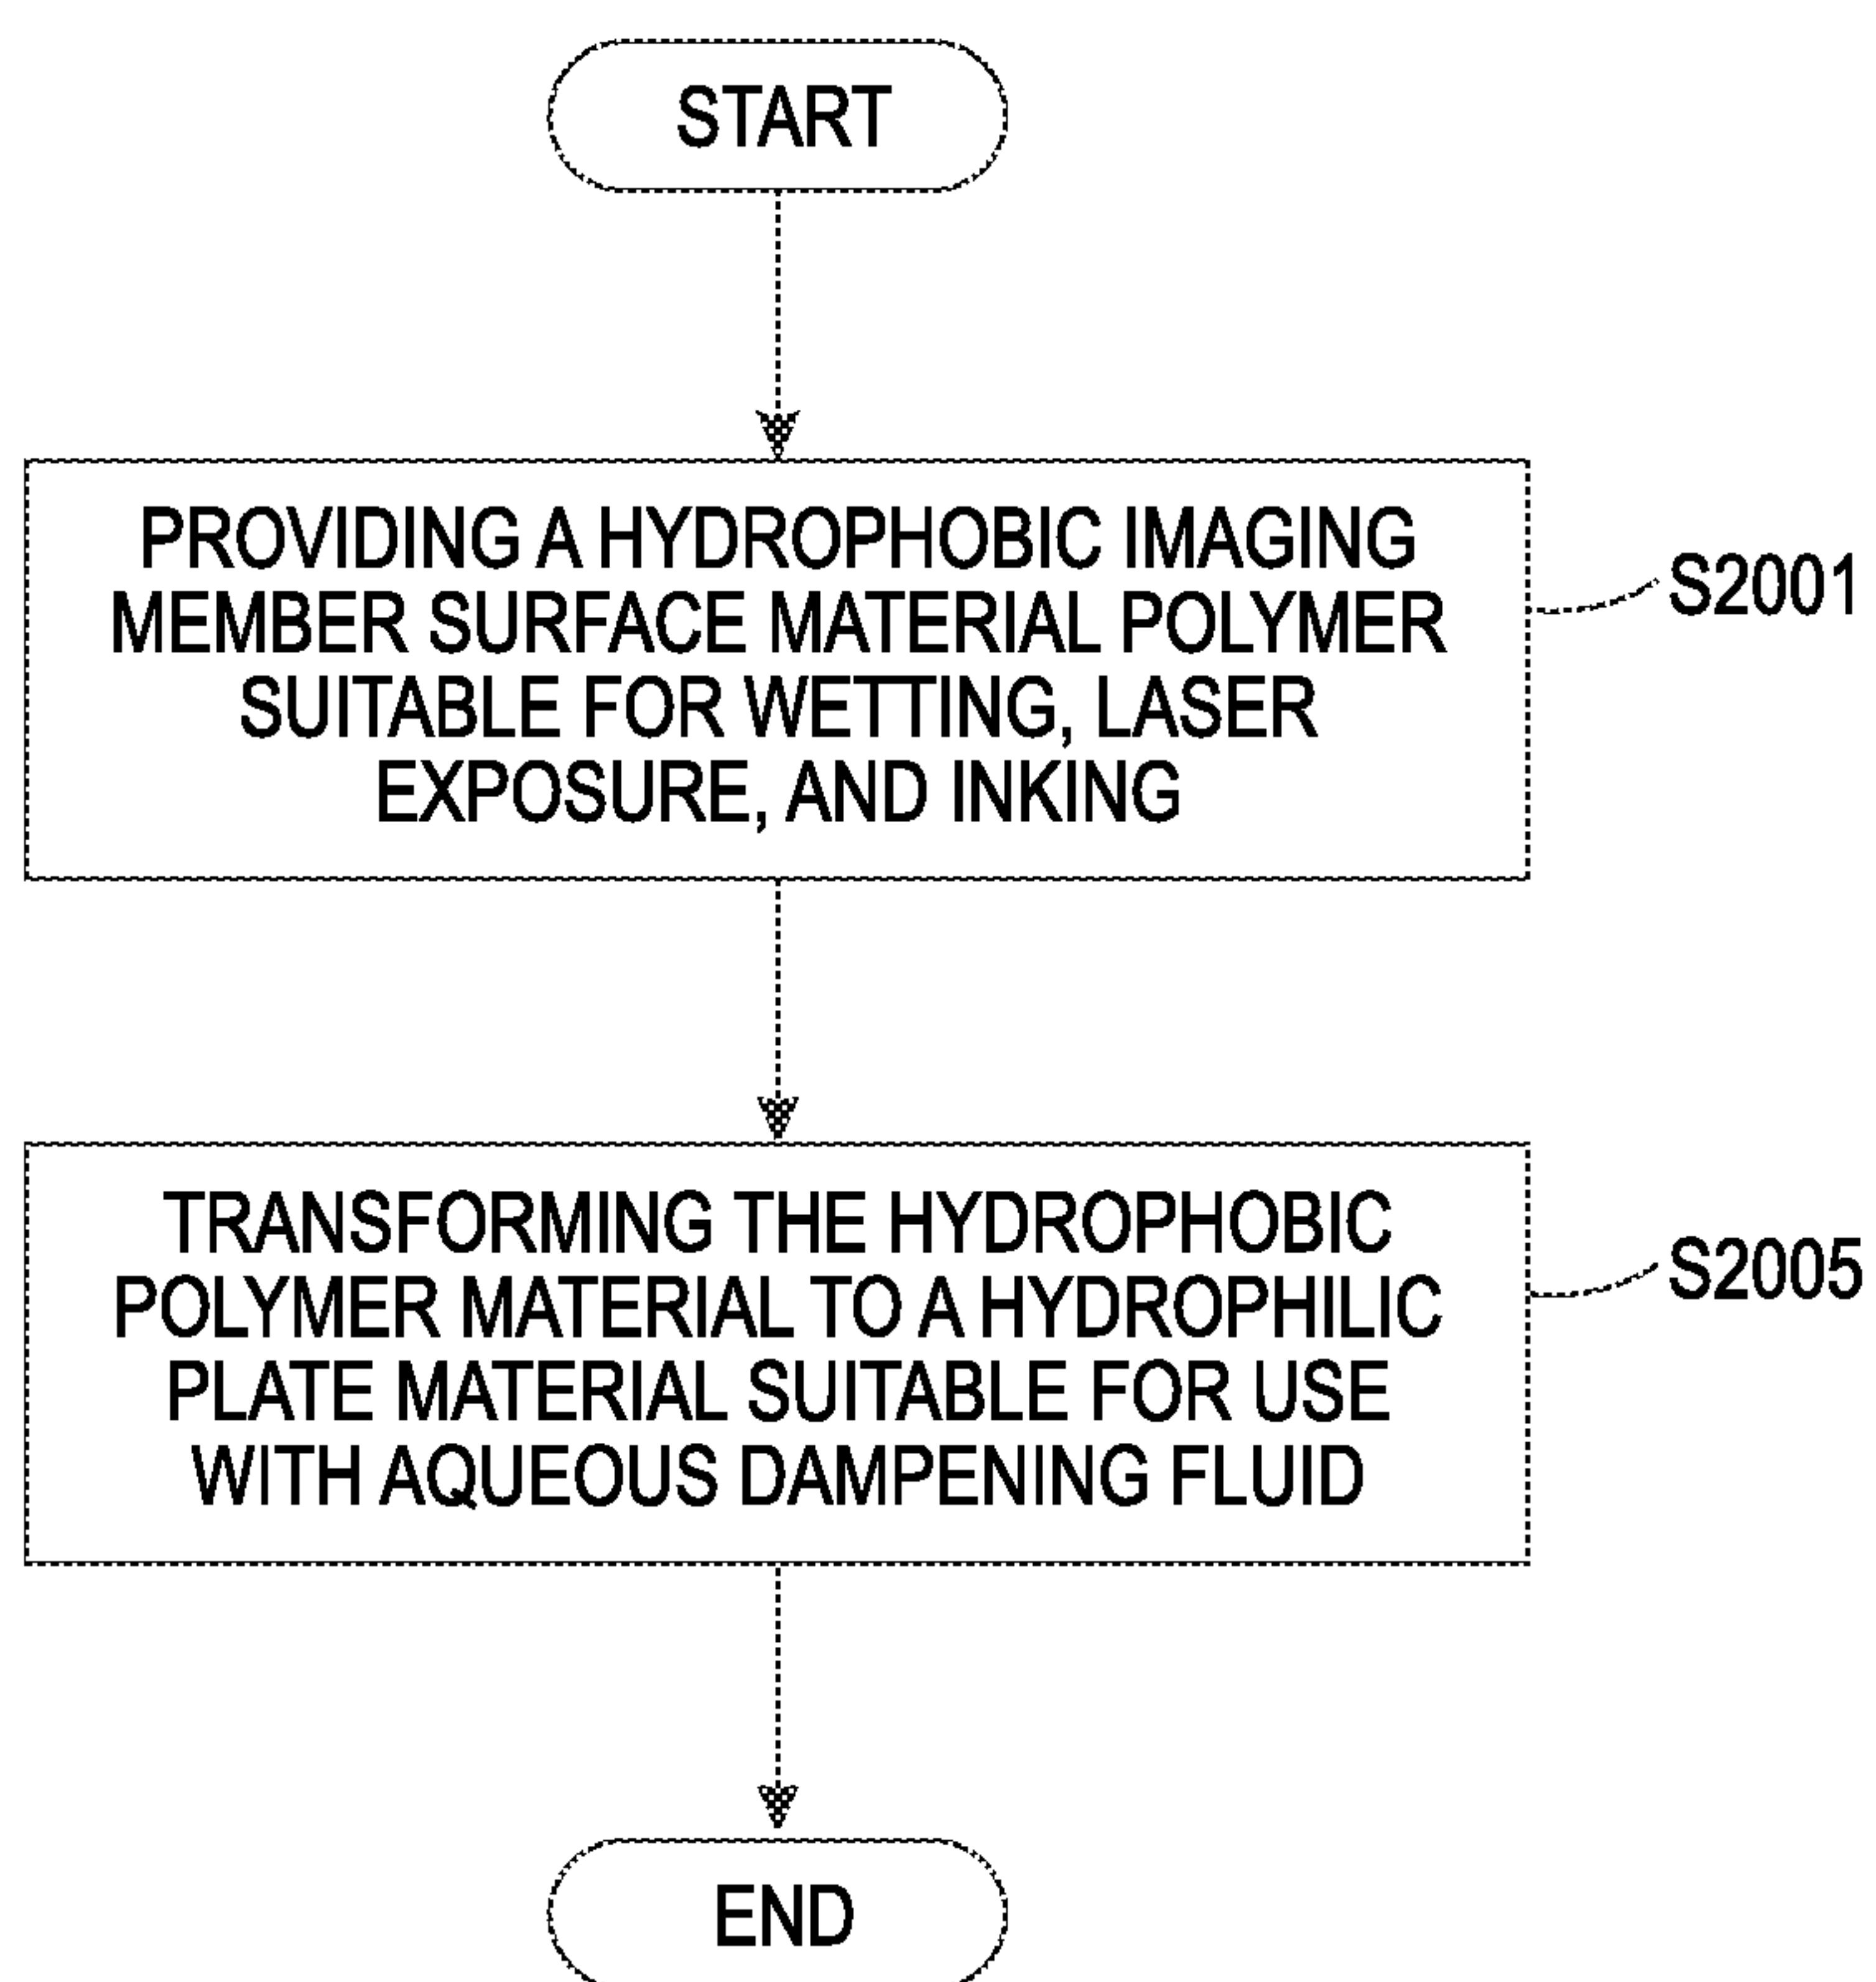 START
PROVIDING A HYDROPHOBIC IMAGING
MEMBER SURFACE MATERIAL POLYMER
SUITABLE FOR WETTING, LASER
EXPOSURE, AND INKING
S2001
TRANSFORMING THE HYDROPHOBIC
POLYMER MATERIAL TO A HYDROPHILIC
PLATE MATERIAL SUITABLE FOR USE
WITH AQUEOUS DAMPENING FLUID
S2005
END